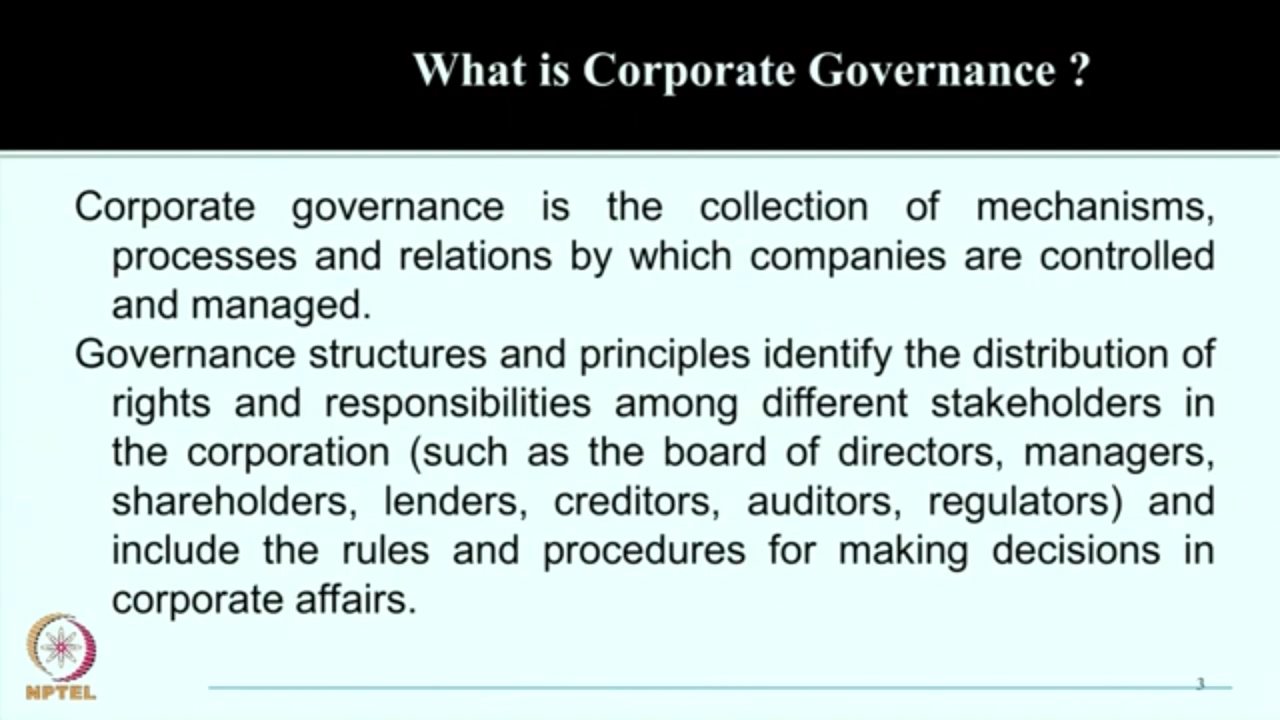 What is Corporate Governance ?
Corporate governance is the collection of mechanisms,
processes and relations by which companies are controlled
and managed.
Governance structures and principles identify the distribution of
rights and responsibilities among different stakeholders in
the corporation (such as the board of directors, managers,
shareholders, lenders, creditors, auditors, regulators) and
include the rules and procedures for making decisions in
corporate affairs.
NPTEL
3